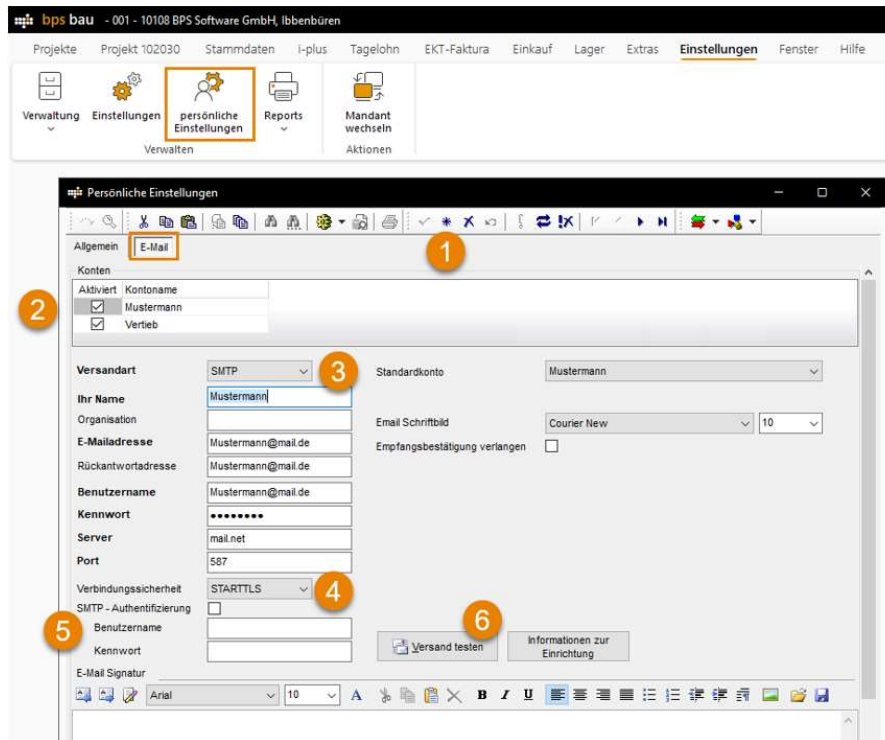 bps bau - 001 - 10108 BPS Software GmbH, Ibbenbüren
Projekte Projekt 102030 Stammdaten i-plus Tagelohn EKT-Faktura Einkauf Lager Extras Einstellungen Fenster Hilfe
Verwaltung Einstellungen persönliche Einstellungen Reports Mandant wechseln
Verwalten Aktionen
Persönliche Einstellungen
Allgemein E-Mail
1
Konten
Aktiviert Kontoname
2
Mustermann
Vertieb
Versandart SMTP 3 Standardkonto Mustermann
Ihr Name Mustermann
Organisation Email Schriftbild Courier New 10
E-Mailadresse Mustermann@mail.de Empfangsbestätigung verlangen
Rückantwortadresse Mustermann@mail.de
Benutzername Mustermann@mail.de
Kennwort ••••••••
Server mail.net
Port 587
Verbindungssicherheit STARTTLS 4
SMTP - Authentifizierung
5 Benutzername 6
Kennwort Versand testen Informationen zur Einrichtung
E-Mail Signatur
Arial 10 A B I U